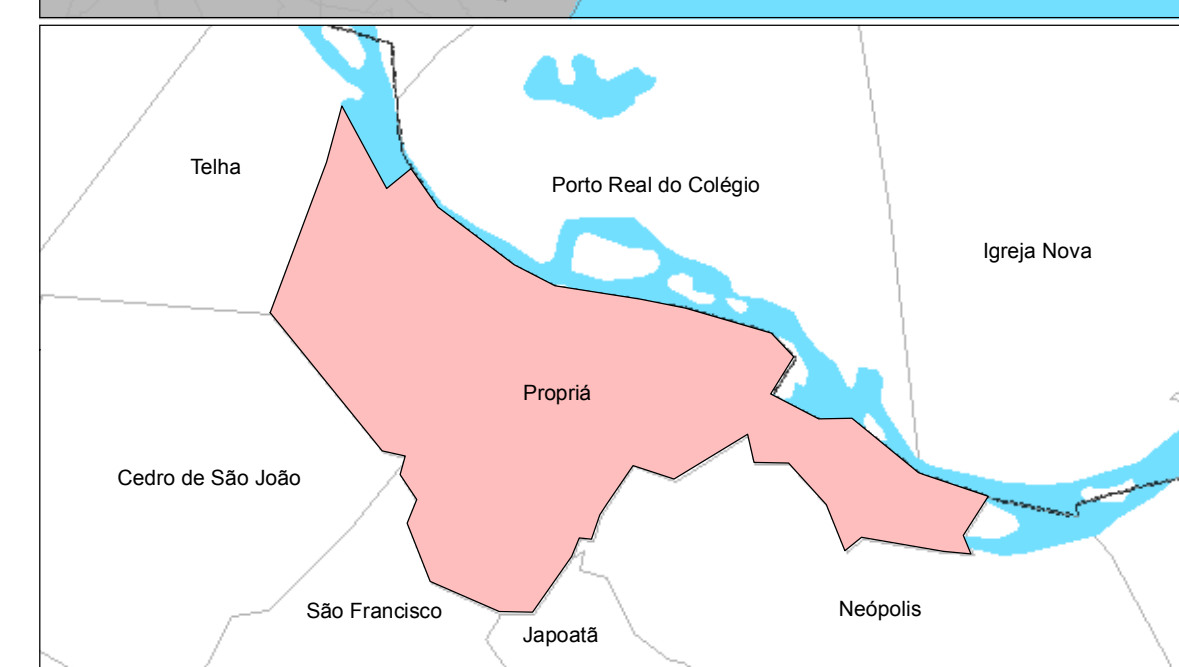 Telha
Porto Real do Colégio
Igreja Nova
Propriá
Cedro de São João
São Francisco
Neópolis
Japoatã